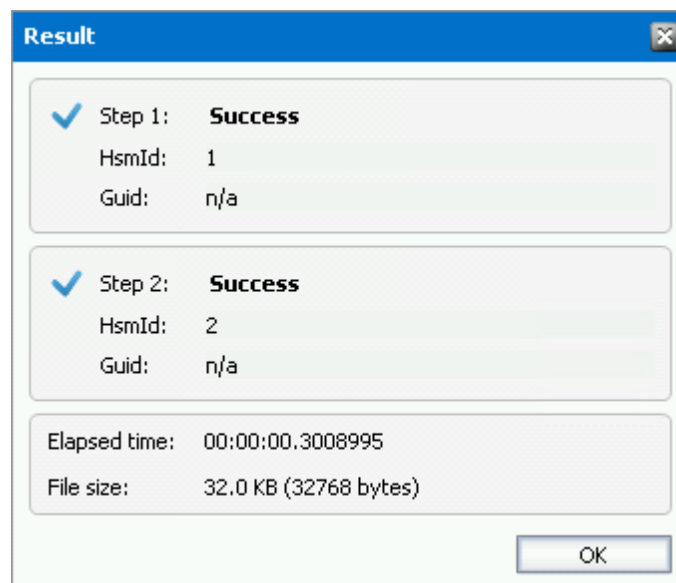 Result
Step 1: Success
HsmId: 1
Guid: n/a
Step 2: Success
HsmId: 2
Guid: n/a
Elapsed time: 00:00:00.3008995
File size: 32.0 KB (32768 bytes)
OK